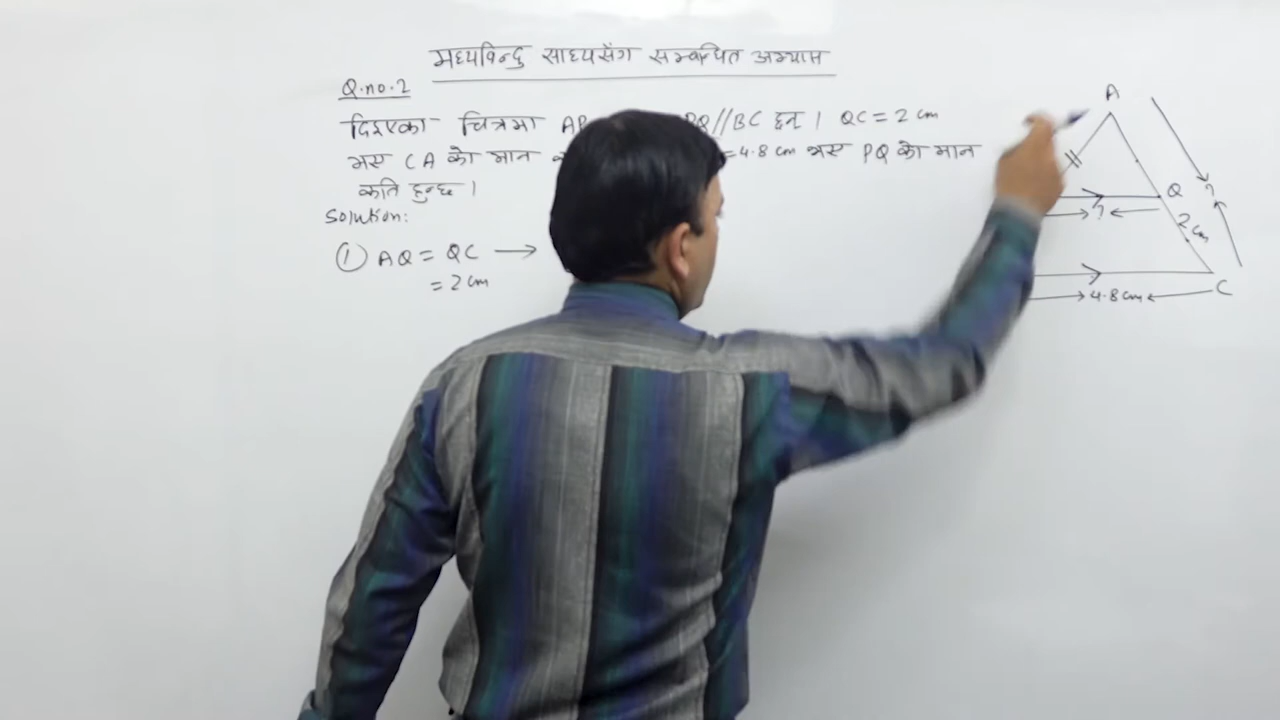 मध्यविन्दु साध्यसंग सम्बन्धित अभ्यास
Q.no.2
दिइएका चित्रमा AP PQ//BC छन् । QC = 2 cm
भए CA को मान = 4.8 cm भए PQ को मान
कति हुन्छ ।
Solution:
① AQ = QC →
= 2 cm
A
?
Q
?
2 cm
4.8 cm
C